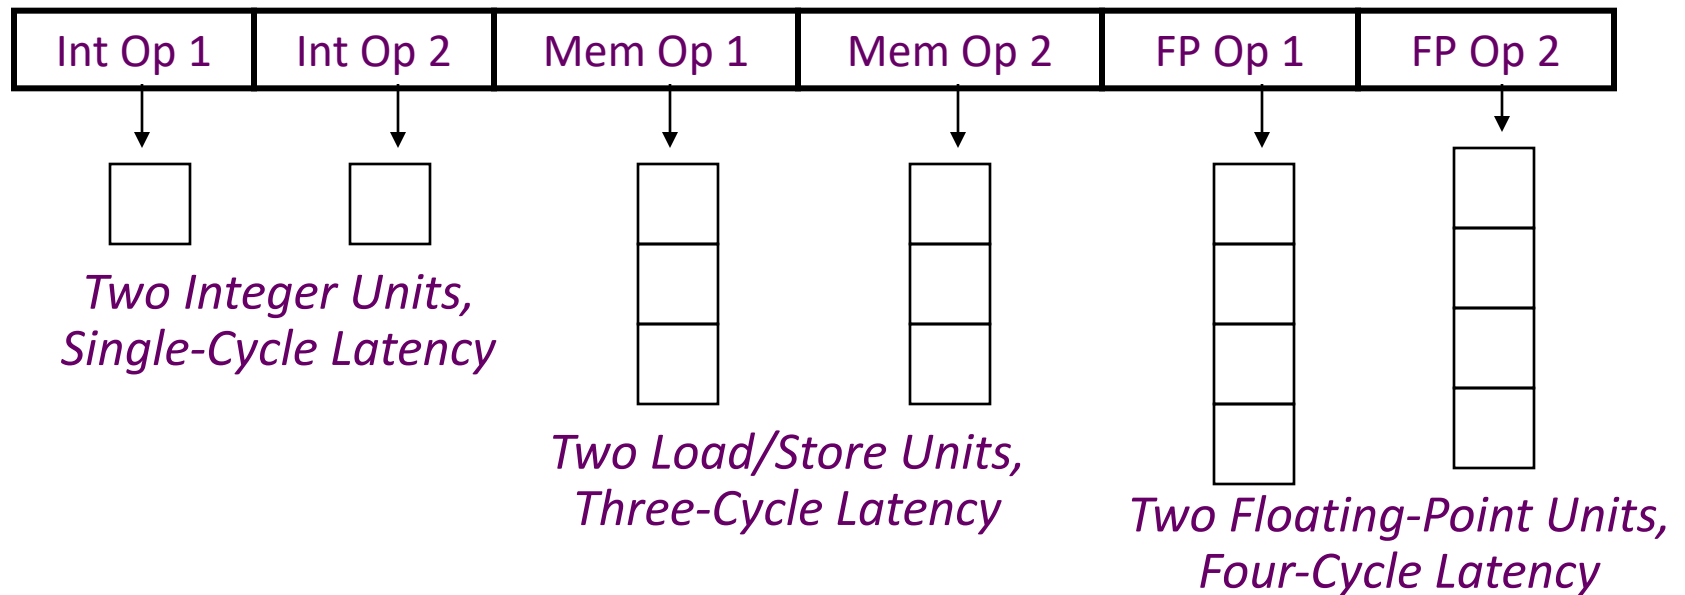 Int Op 1 Int Op 2 Mem Op 1 Mem Op 2 FP Op 1 FP Op 2
Two Integer Units,
Single-Cycle Latency
Two Load/Store Units,
Three-Cycle Latency
Two Floating-Point Units,
Four-Cycle Latency